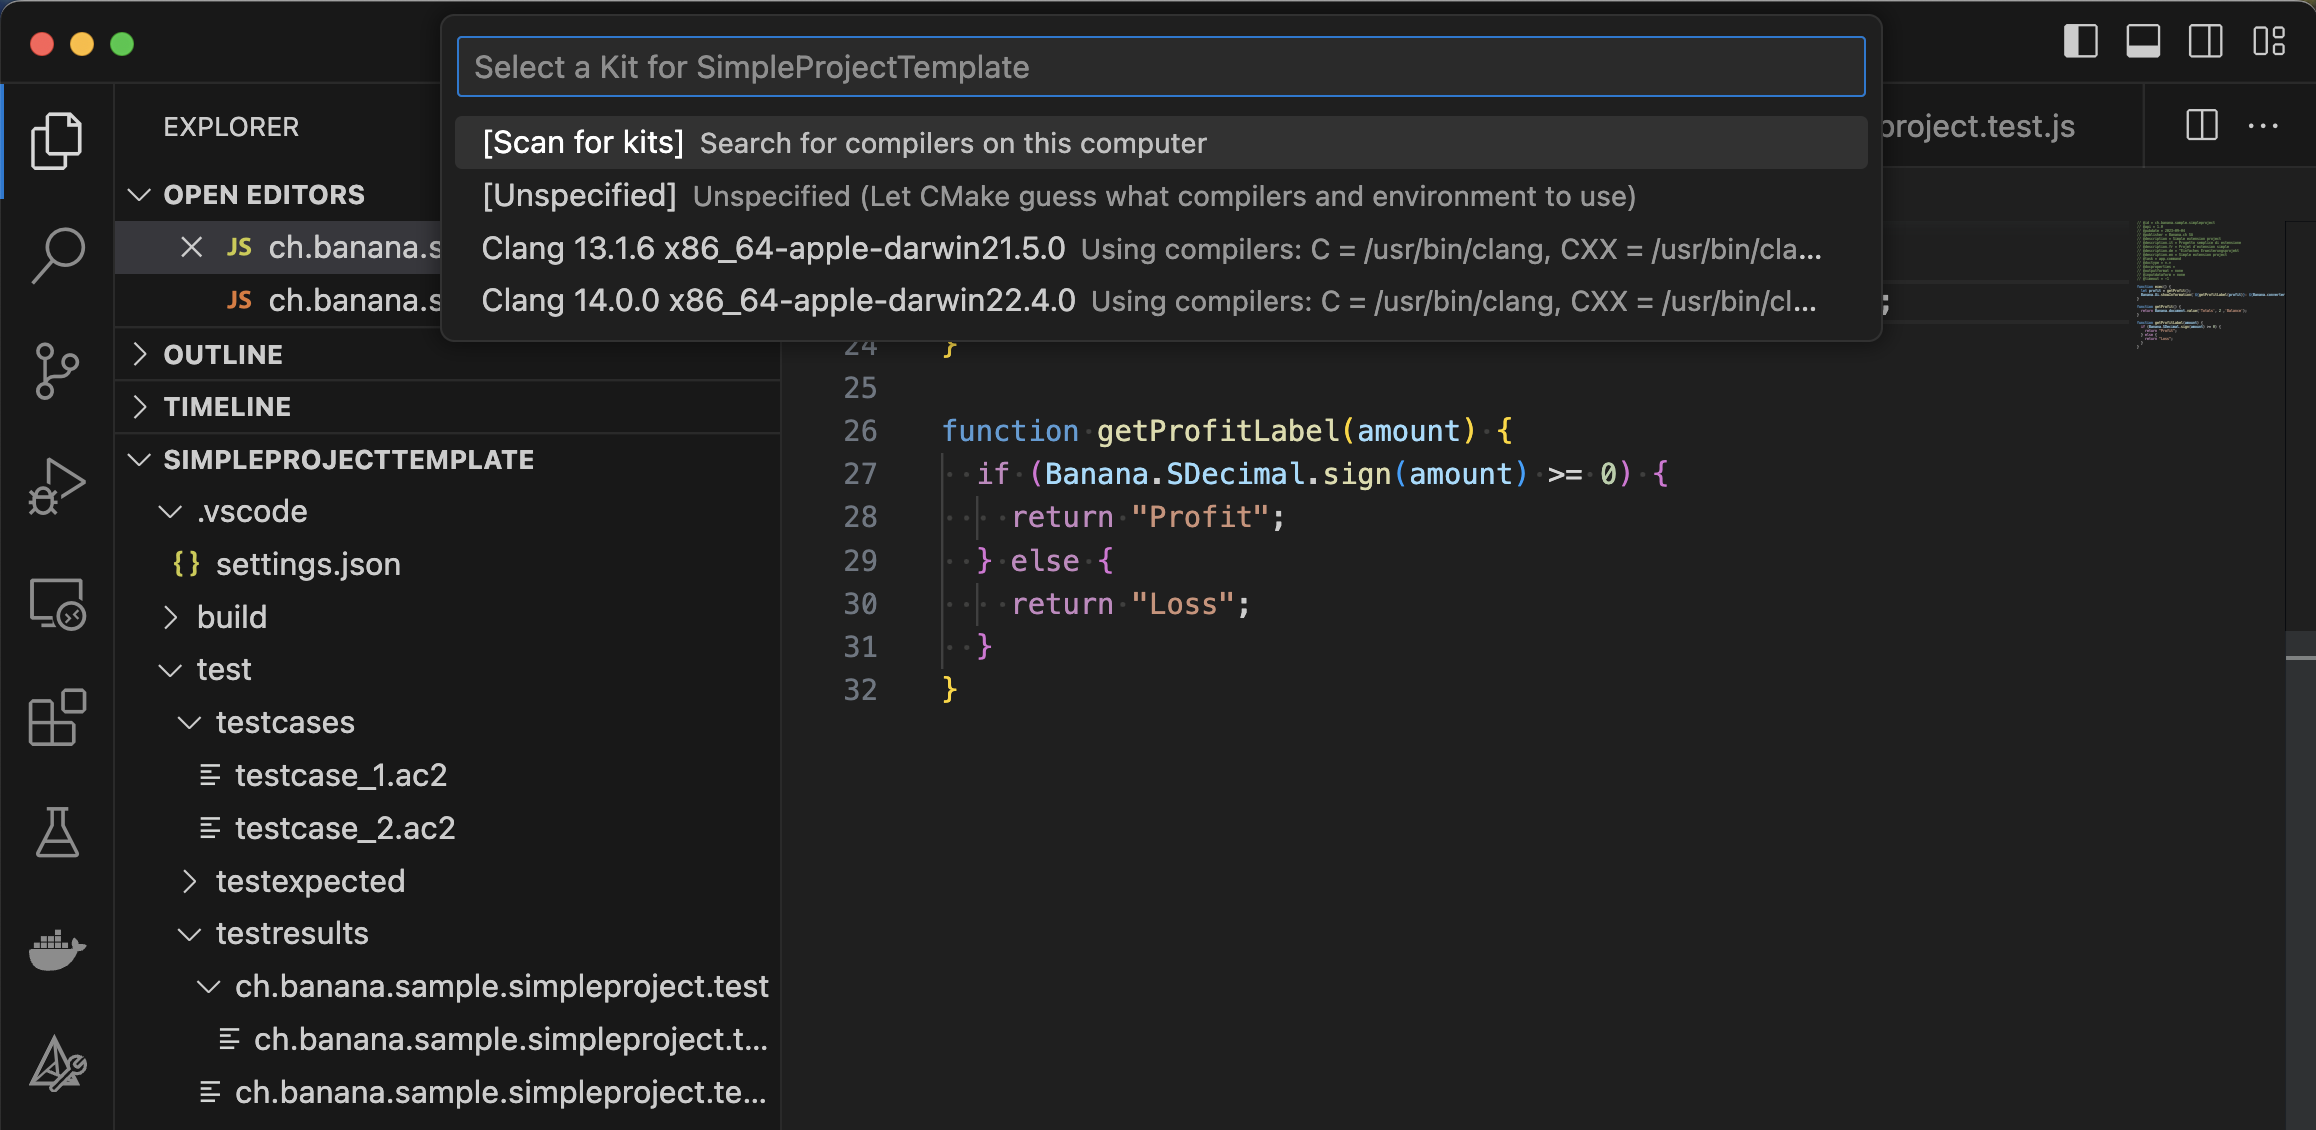 Select a Kit for SimpleProjectTemplate
[Scan for kits] Search for compilers on this computer
[Unspecified] Unspecified (Let CMake guess what compilers and environment to use)
Clang 13.1.6 x86_64-apple-darwin21.5.0 Using compilers: C = /usr/bin/clang, CXX = /usr/bin/cla...
Clang 14.0.0 x86_64-apple-darwin22.4.0 Using compilers: C = /usr/bin/clang, CXX = /usr/bin/cl...
EXPLORER
OPEN EDITORS
JS ch.banana.s
JS ch.banana.s
OUTLINE
TIMELINE
SIMPLEPROJECTTEMPLATE
.vscode
{} settings.json
build
test
testcases
testcase_1.ac2
testcase_2.ac2
testexpected
testresults
ch.banana.sample.simpleproject.test
ch.banana.sample.simpleproject.t...
ch.banana.sample.simpleproject.te...
project.test.js
;
24 }
25
26 function getProfitLabel(amount) {
27 if (Banana.SDecimal.sign(amount) >= 0) {
28 return "Profit";
29 } else {
30 return "Loss";
31 }
32 }